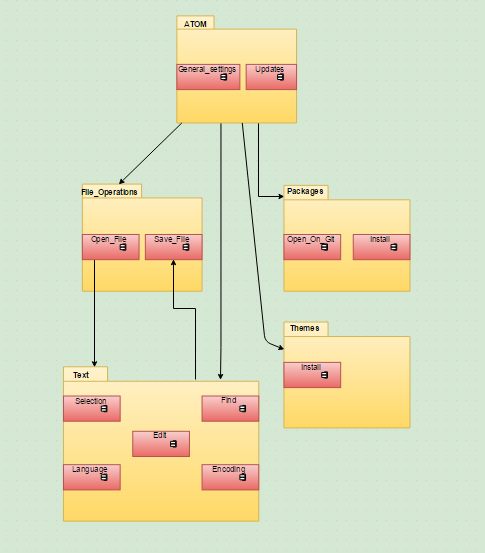 ATOM
General_settings
Updates
File_Operations
Open_File
Save_File
Packages
Open_On_Git
Install
Themes
Install
Text
Selection
Find
Edit
Language
Encoding